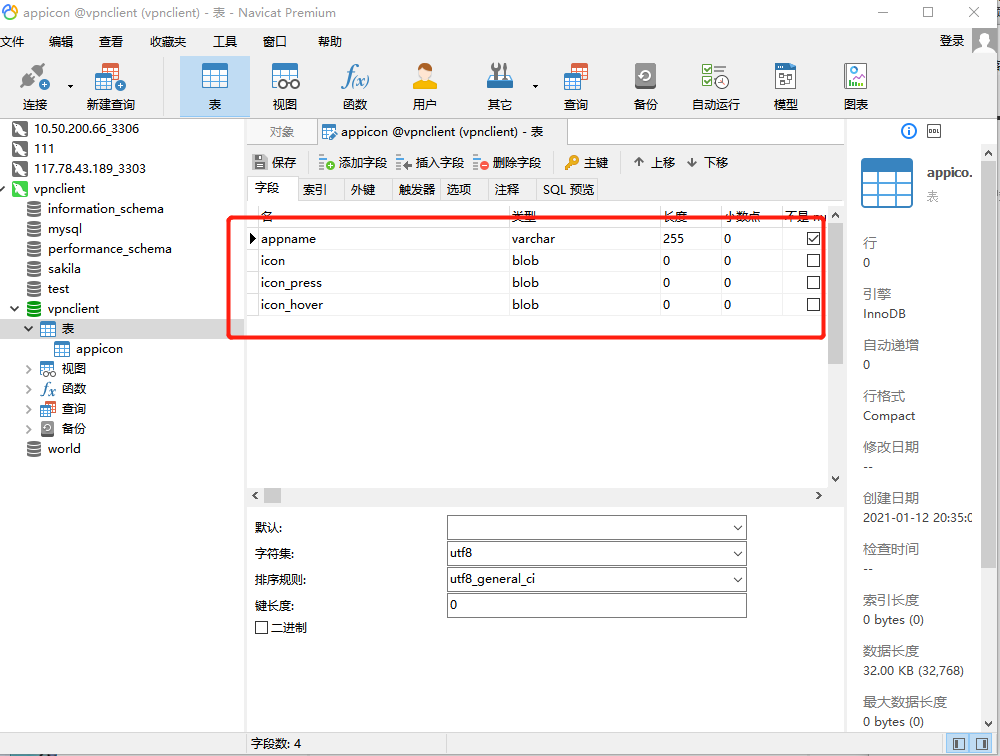 appicon @vpnclient (vpnclient) - 表 - Navicat Premium
文件 编辑 查看 收藏夹 工具 窗口 帮助 登录
连接 新建查询 表 视图 函数 用户 其它 查询 备份 自动运行 模型 图表
10.50.200.66_3306
111
117.78.43.189_3303
vpnclient
information_schema
mysql
performance_schema
sakila
test
vpnclient
表
appicon
视图
函数
查询
备份
world
对象 appicon @vpnclient (vpnclient) - 表
保存 添加字段 插入字段 删除字段 主键 上移 下移
字段 索引 外键 触发器 选项 注释 SQL 预览
名 类型 长度 小数点 不是
appname varchar 255 0
icon blob 0 0
icon_press blob 0 0
icon_hover blob 0 0
默认:
字符集: utf8
排序规则: utf8_general_ci
键长度: 0
二进制
字段数: 4
DDL
appico.
表
行
0
引擎
InnoDB
自动递增
0
行格式
Compact
修改日期
--
创建日期
2021-01-12 20:35:0
检查时间
--
索引长度
0 bytes (0)
数据长度
32.00 KB (32,768)
最大数据长度
0 bytes (0)